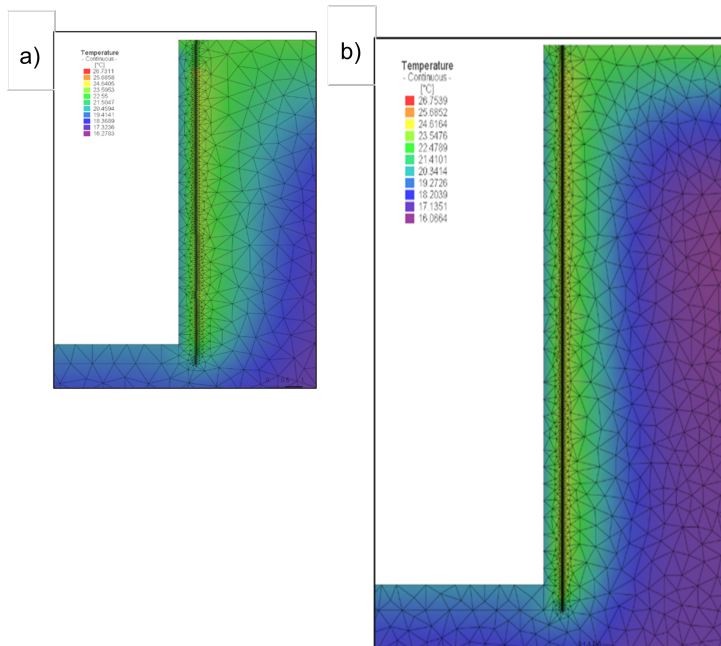 a)
Temperature
- Continuous -
[°C]
26.7311
25.6858
24.6405
23.5953
22.55
21.5047
20.4594
19.4141
18.3689
17.3236
16.2783
b)
Temperature
- Continuous -
[°C]
26.7539
25.6852
24.6164
23.5476
22.4789
21.4101
20.3414
19.2726
18.2039
17.1351
16.0664